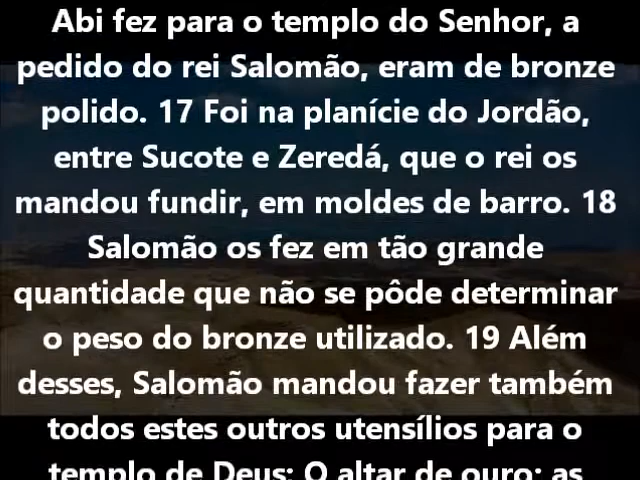 Abi fez para o templo do Senhor, a
pedido do rei Salomão, eram de bronze
polido. 17 Foi na planície do Jordão,
entre Sucote e Zeredá, que o rei os
mandou fundir, em moldes de barro. 18
Salomão os fez em tão grande
quantidade que não se pôde determinar
o peso do bronze utilizado. 19 Além
desses, Salomão mandou fazer também
todos estes outros utensílios para o
templo de Deus: O altar de ouro; as